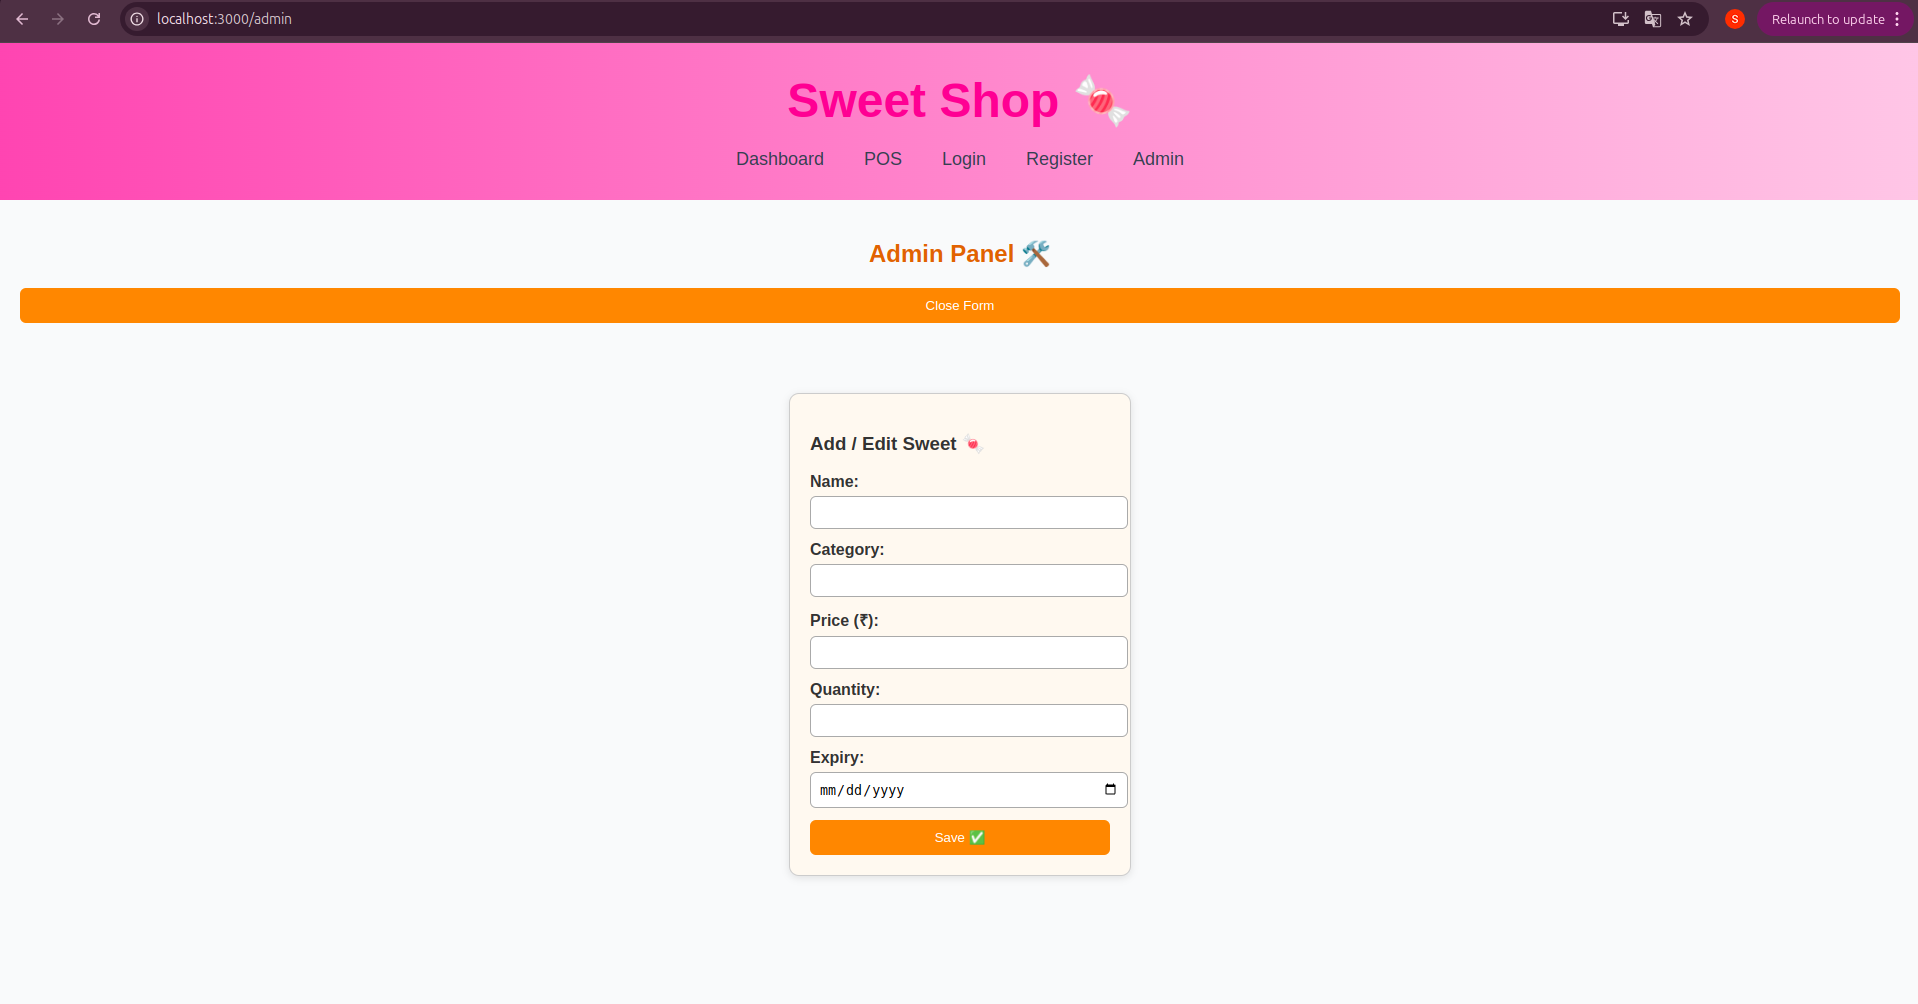 localhost:3000/admin
S
Relaunch to update
Sweet Shop 🍬
Dashboard POS Login Register Admin
Admin Panel 🛠️
Close Form
Add / Edit Sweet 🍬
Name:
Category:
Price (₹):
Quantity:
Expiry:
mm/dd/yyyy
Save ✅